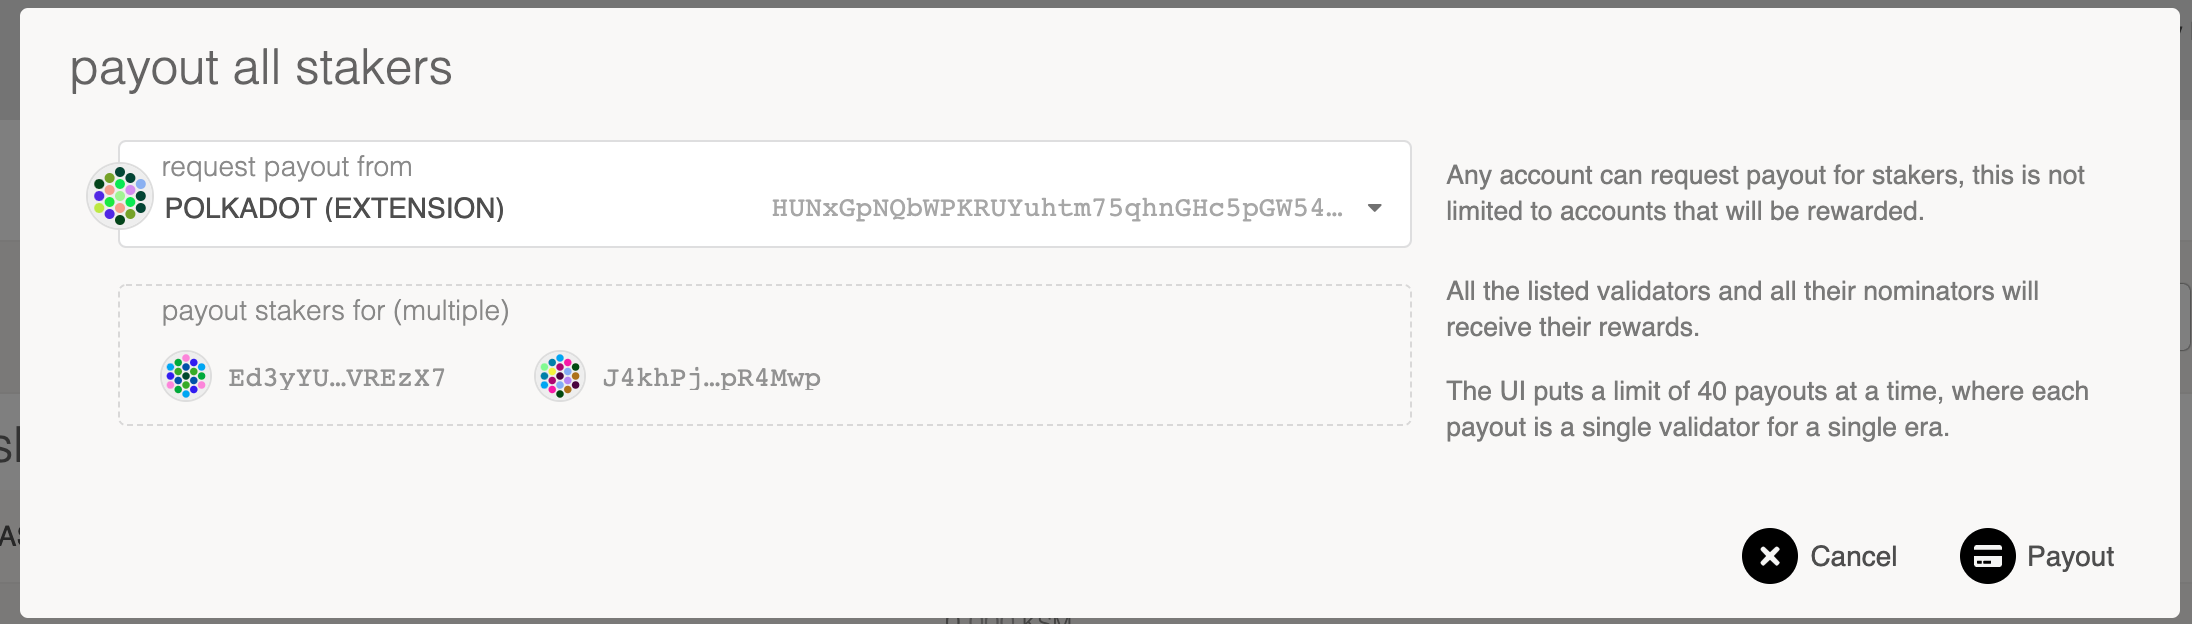 payout all stakers
request payout from
POLKADOT (EXTENSION) HUNxGpNQbWPKRUYuhtm75qhnGHc5pGW54…
Any account can request payout for stakers, this is not
limited to accounts that will be rewarded.
payout stakers for (multiple)
Ed3yYU…VREzX7 J4khPj…pR4Mwp
All the listed validators and all their nominators will
receive their rewards.
The UI puts a limit of 40 payouts at a time, where each
payout is a single validator for a single era.
Cancel Payout